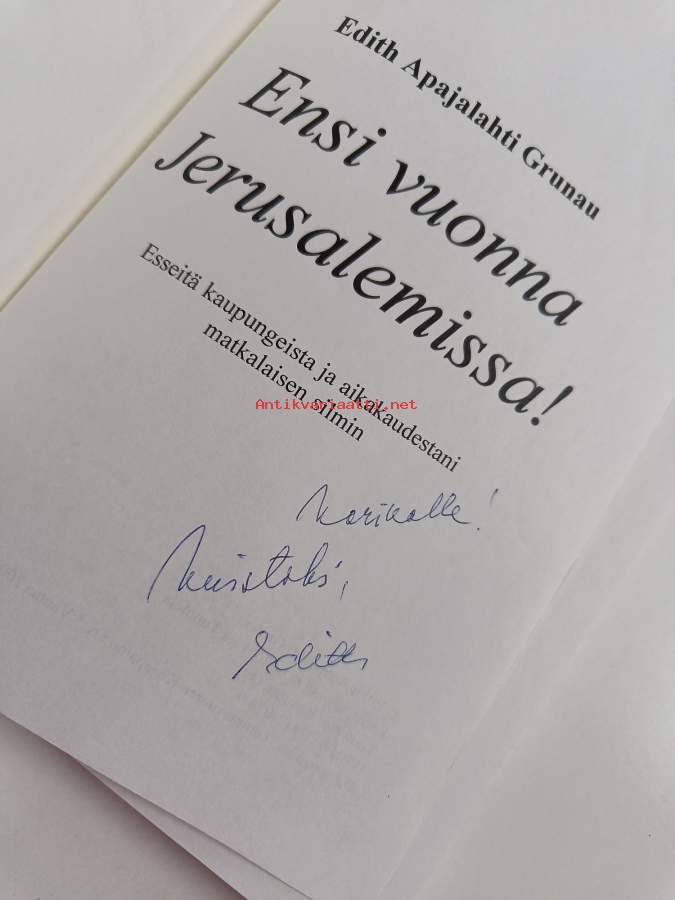 Edith Apajalahti Grunau
Ensi vuonna
Jerusalemissa!
Esseitä kaupungeista ja aikakaudestani
matkalaisen silmin
Antikvariaatti.net
Muistoksi,
Edith